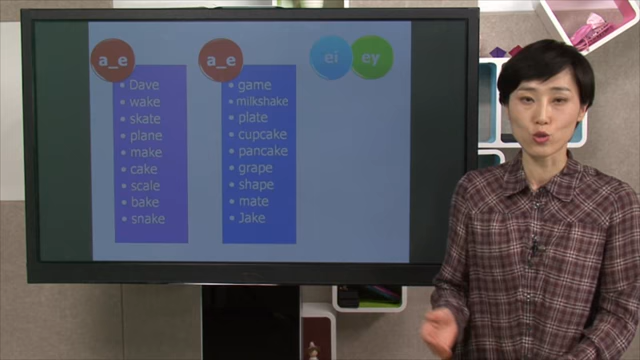 a_e
• Dave
• wake
• skate
• plane
• make
• cake
• scale
• bake
• snake
a_e
• game
• milkshake
• plate
• cupcake
• pancake
• grape
• shape
• mate
• Jake
ei
ey